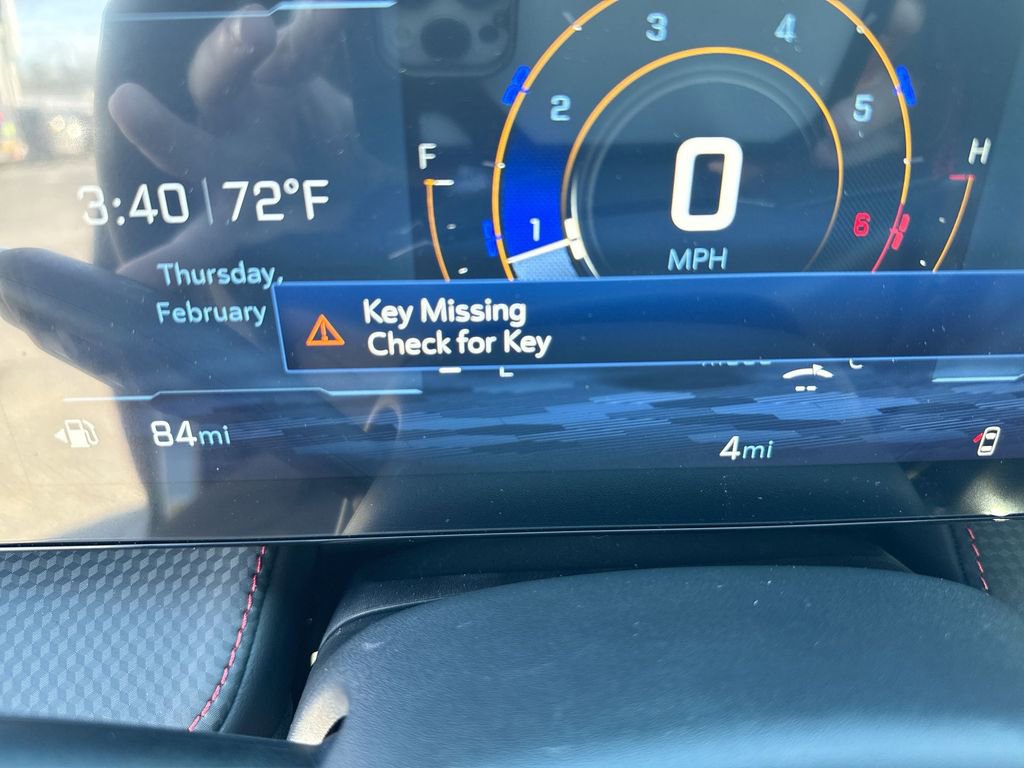 3 4
2 5
F H
3:40 | 72°F
0
1 6
MPH
Thursday,
February
Key Missing
Check for Key
84mi
4mi